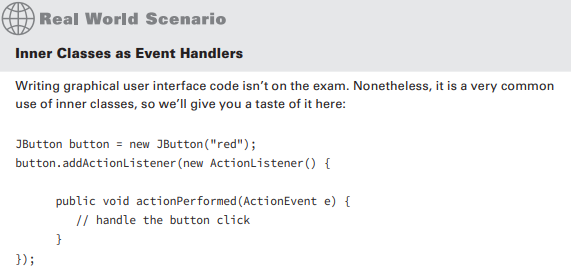 Real World Scenario
Inner Classes as Event Handlers
Writing graphical user interface code isn't on the exam. Nonetheless, it is a very common
use of inner classes, so we'll give you a taste of it here:
JButton button = new JButton("red");
button.addActionListener(new ActionListener() {
public void actionPerformed(ActionEvent e) {
// handle the button click
}
});